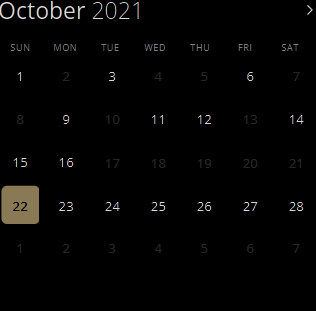 October 2021
SUN MON TUE WED THU FRI SAT
1 2 3 4 5 6 7
8 9 10 11 12 13 14
15 16 17 18 19 20 21
22 23 24 25 26 27 28
1 2 3 4 5 6 7